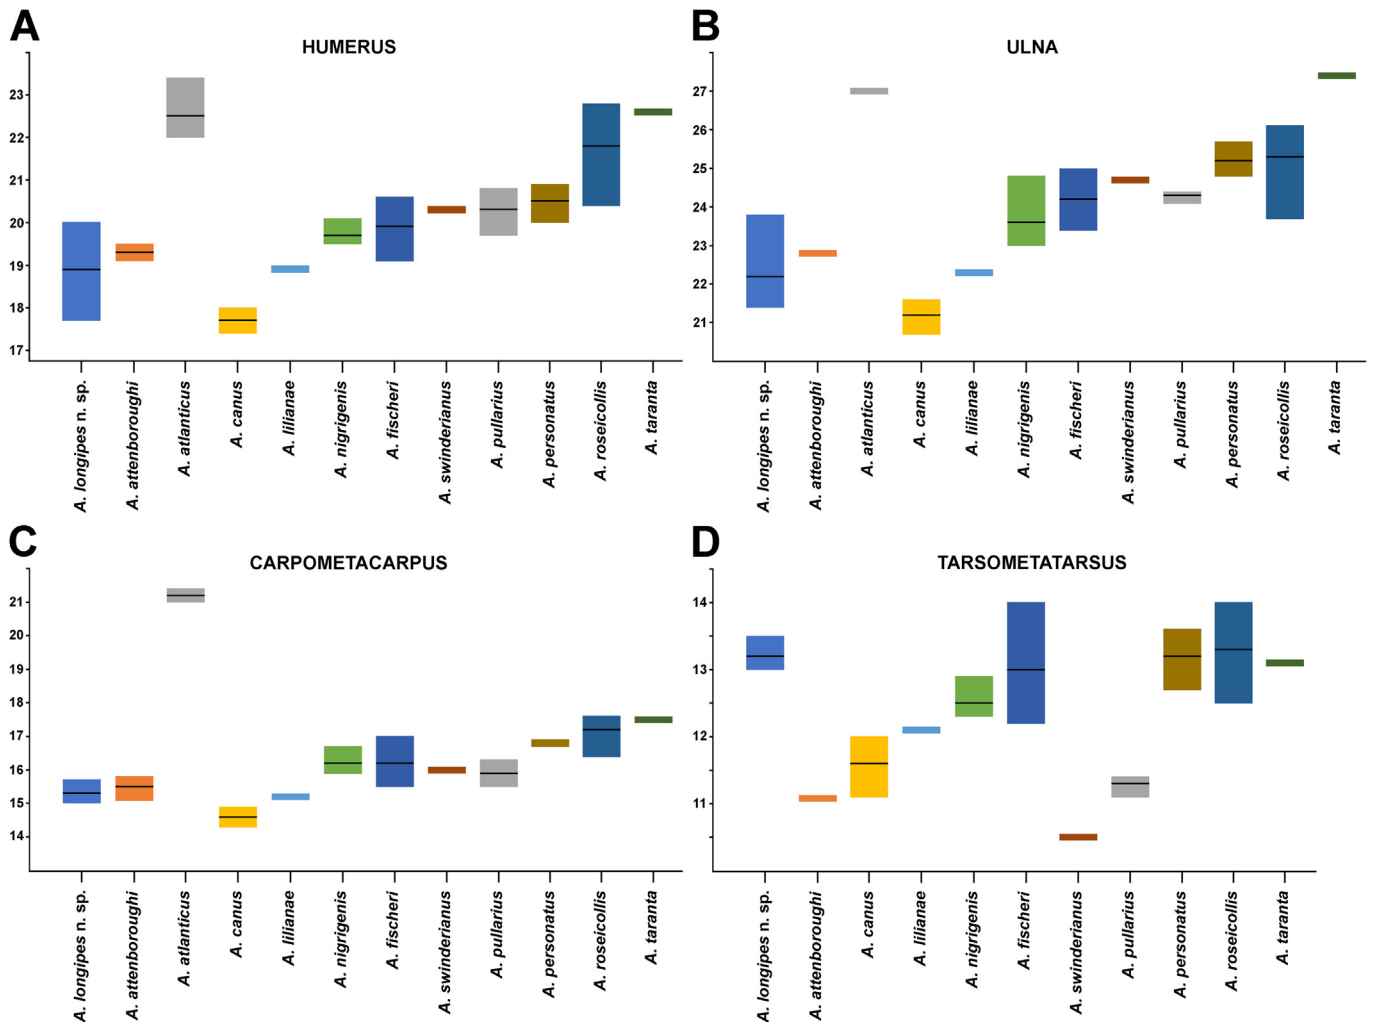 A
HUMERUS
23
22
21
20
19
18
17
A. longipes n. sp.
A. attenboroughi
A. atlanticus
A. canus
A. lilianae
A. nigrigenis
A. fischeri
A. swinderianus
A. pullarius
A. personatus
A. roseicollis
A. taranta
B
ULNA
27
26
25
24
23
22
21
A. longipes n. sp.
A. attenboroughi
A. atlanticus
A. canus
A. lilianae
A. nigrigenis
A. fischeri
A. swinderianus
A. pullarius
A. personatus
A. roseicollis
A. taranta
C
CARPOMETACARPUS
21
20
19
18
17
16
15
14
A. longipes n. sp.
A. attenboroughi
A. atlanticus
A. canus
A. lilianae
A. nigrigenis
A. fischeri
A. swinderianus
A. pullarius
A. personatus
A. roseicollis
A. taranta
D
TARSOMETATARSUS
14
13
12
11
A. longipes n. sp.
A. attenboroughi
A. canus
A. lilianae
A. nigrigenis
A. fischeri
A. swinderianus
A. pullarius
A. personatus
A. roseicollis
A. taranta